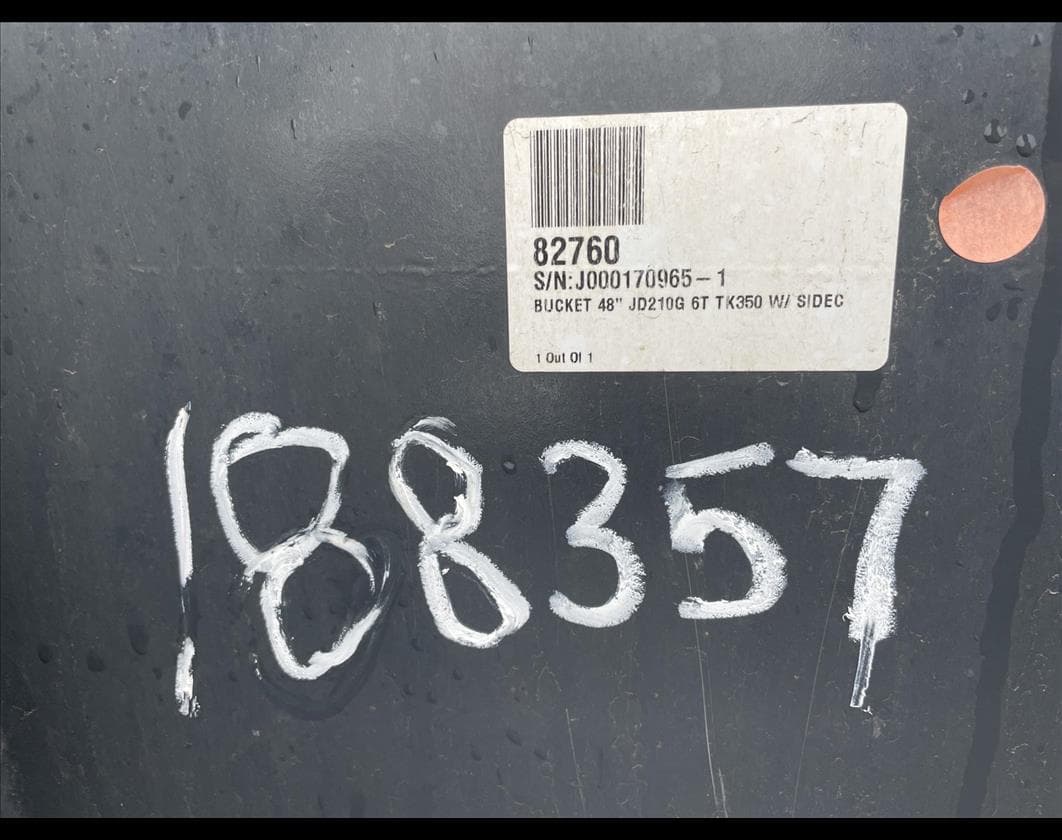 82760
S/N:J000170965-1
BUCKET 48" JD210G 6T TK350 W/ SIDEC
1 Out Of 1
188357